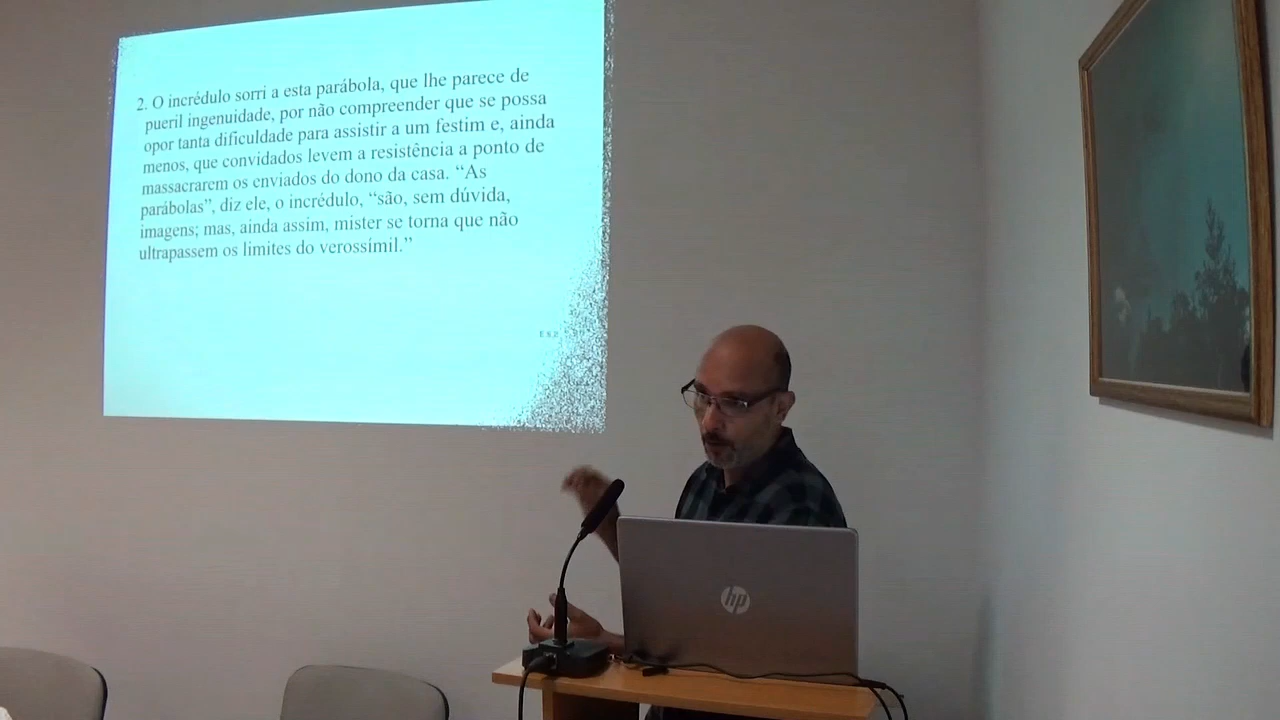 2. O incrédulo sorri a esta parábola, que lhe parece de
pueril ingenuidade, por não compreender que se possa
opor tanta dificuldade para assistir a um festim e, ainda
menos, que convidados levem a resistência a ponto de
massacrarem os enviados do dono da casa. “As
parábolas”, diz ele, o incrédulo, “são, sem dúvida,
imagens; mas, ainda assim, mister se torna que não
ultrapassem os limites do verossímil.”
hp